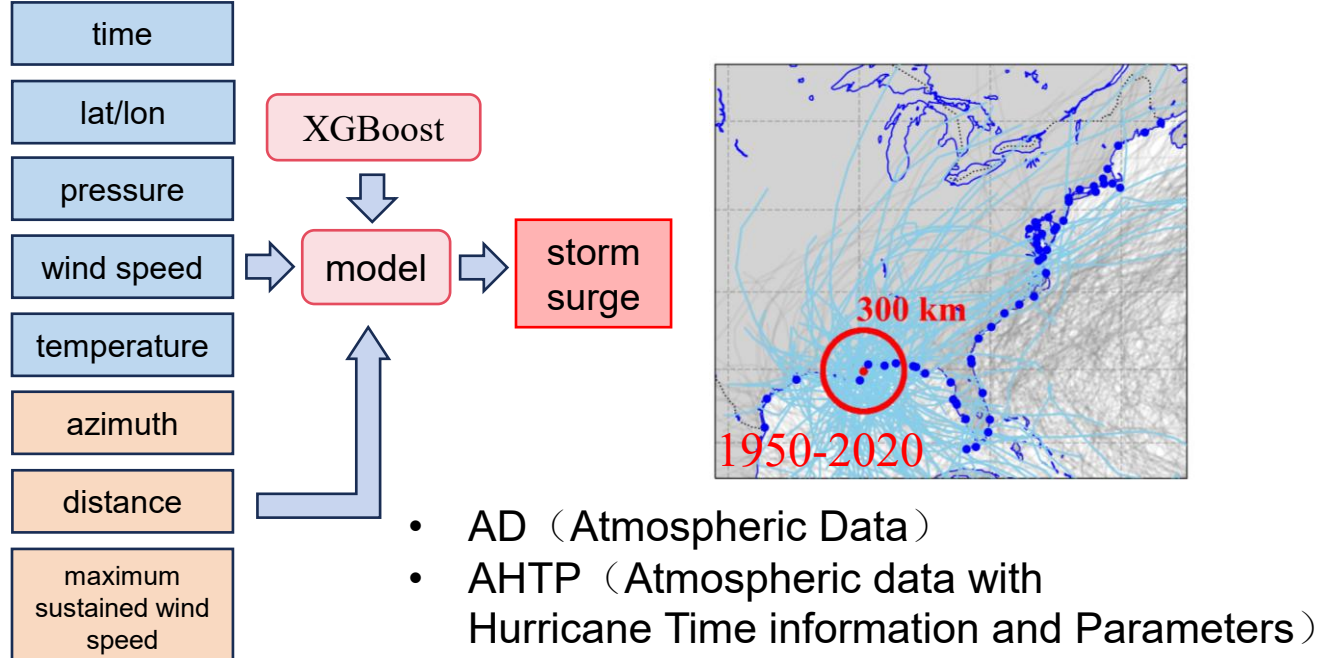 time
lat/lon
pressure
wind speed
temperature
azimuth
distance
maximum
sustained wind
speed
XGBoost
model
storm
surge
300 km
1950-2020
• AD（Atmospheric Data）
• AHTP（Atmospheric data with
Hurricane Time information and Parameters）